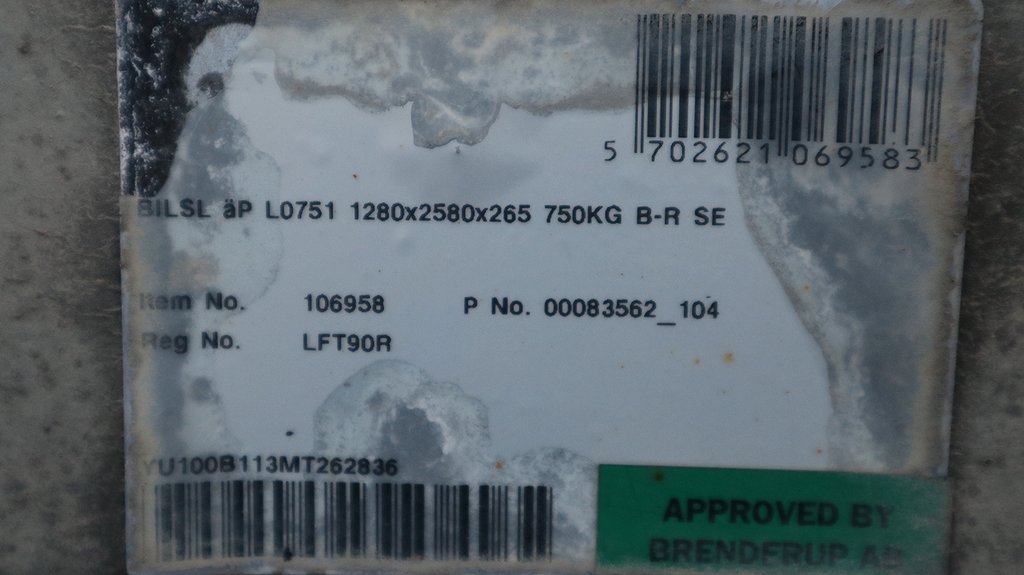 5 702621 069583
BILSL äP L0751 1280x2580x265 750KG B-R SE
Item No. 106958 P No. 00083562_104
Reg No. LFT90R
YU100B113MT262836
APPROVED BY
BRENDERUP AB